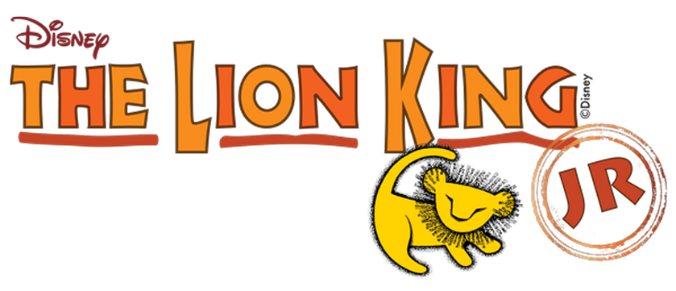 Disney
THE LION KING
©Disney
JR